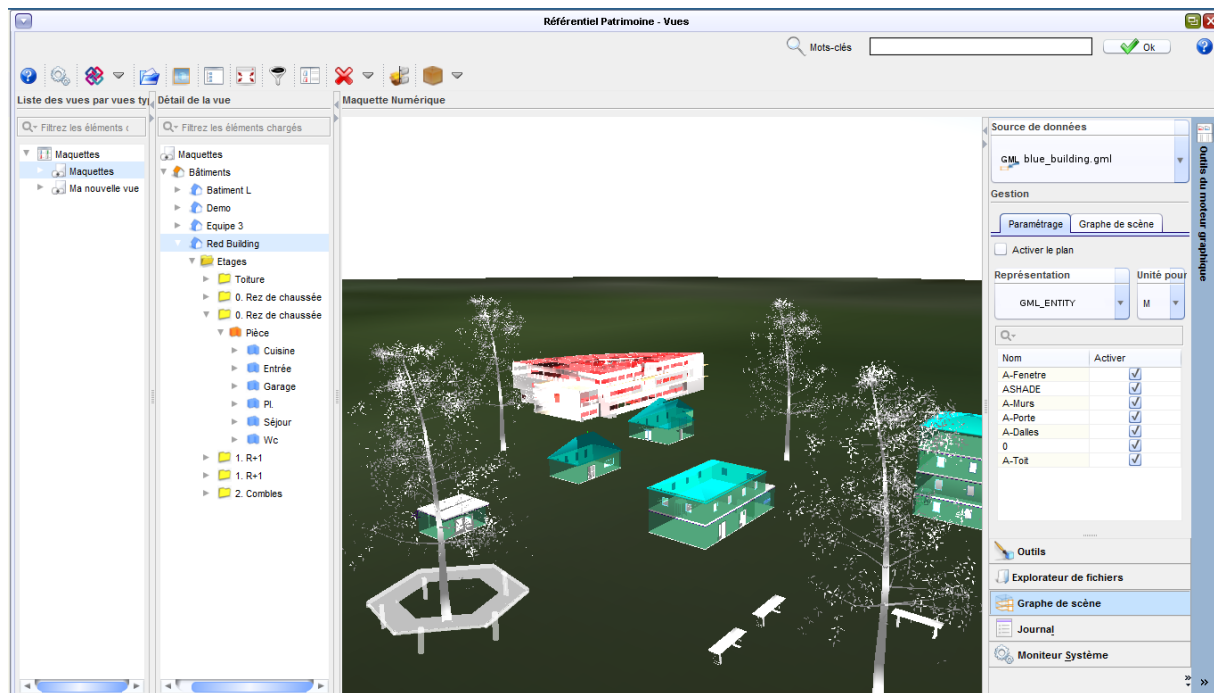 Référentiel Patrimoine - Vues
Mots-clés
Ok
Liste des vues par vues typ
Détail de la vue
Maquette Numérique
Filtrez les éléments c
Filtrez les éléments chargés
Maquettes
Maquettes
Ma nouvelle vue
Maquettes
Bâtiments
Batiment L
Demo
Equipe 3
Red Building
Etages
Toiture
0. Rez de chaussée
0. Rez de chaussée
Pièce
Cuisine
Entrée
Garage
Pl.
Séjour
Wc
1. R+1
1. R+1
2. Combles
Source de données
GML blue_building.gml
Gestion
Paramétrage
Graphe de scène
Activer le plan
Représentation
Unité pour
GML_ENTITY
M
Nom
Activer
A-Fenetre
ASHADE
A-Murs
A-Porte
A-Dalles
0
A-Toit
Outils
Explorateur de fichiers
Graphe de scène
Journal
Moniteur Système
Outils du moteur graphique